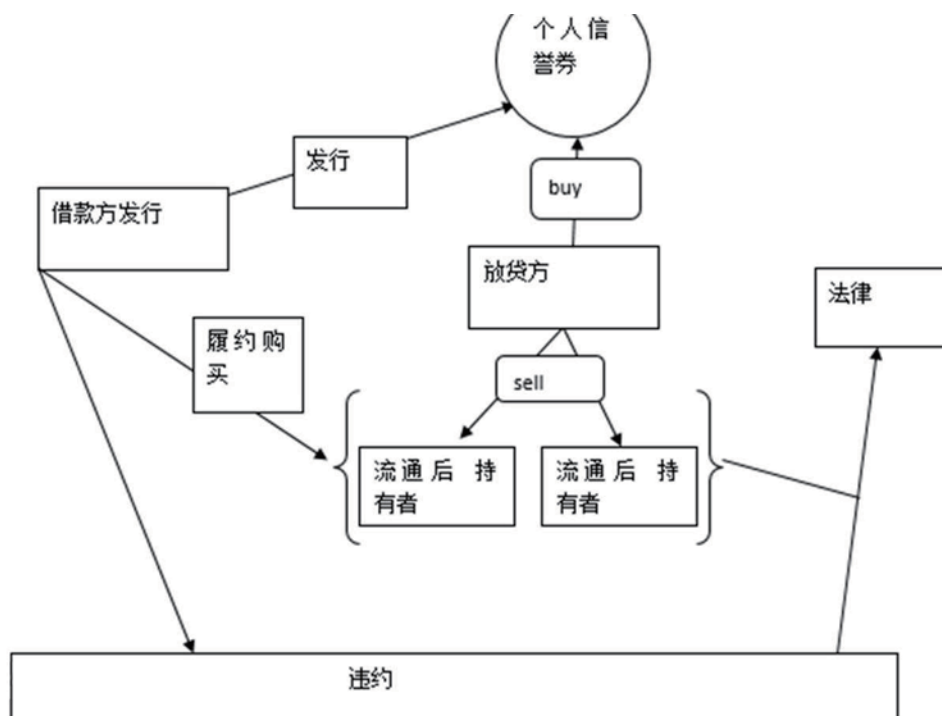 个人信
誉券
发行
buy
借款方发行
放贷方
法律
履约购
买
sell
流通后 持
有者
流通后 持
有者
违约